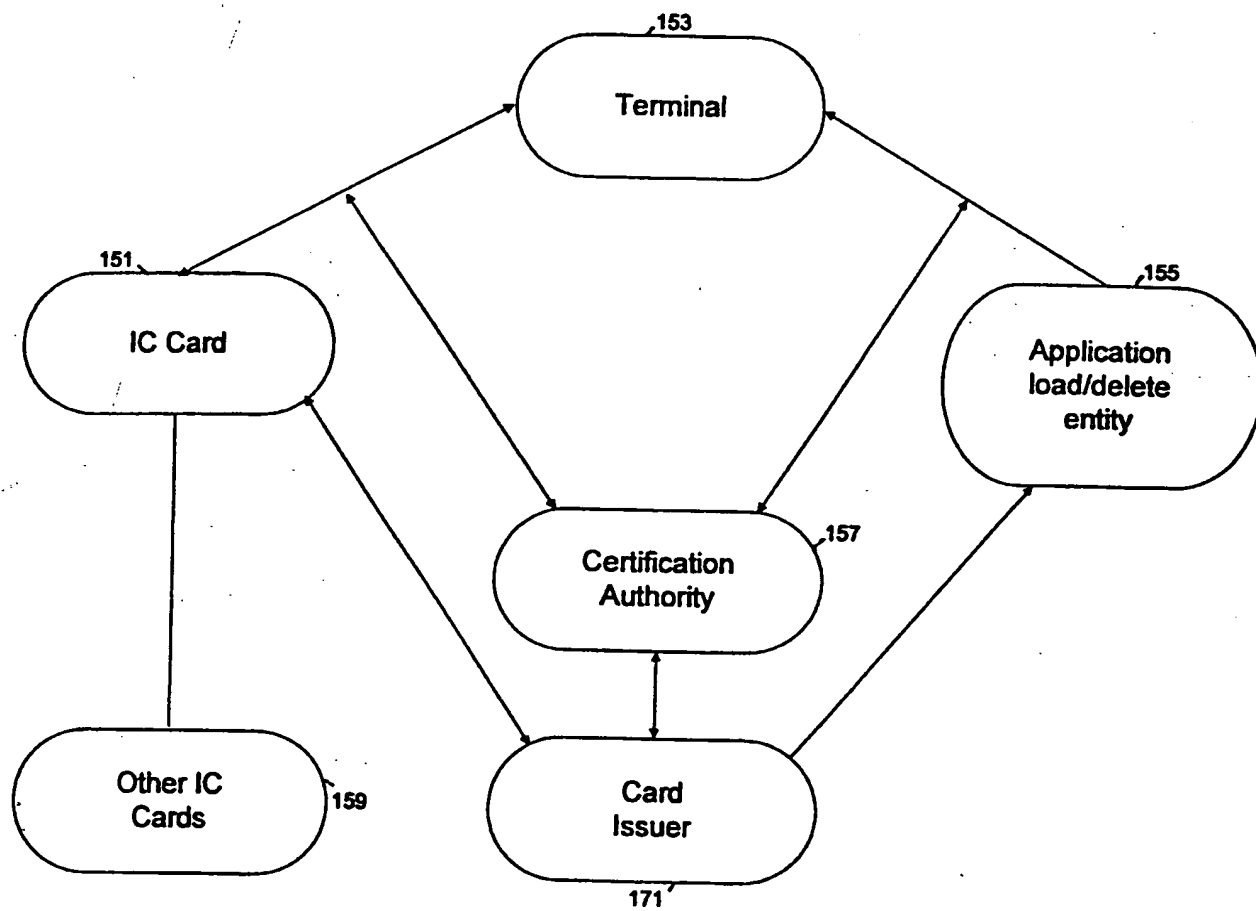 153
Terminal
151
IC Card
155
Application
load/delete
entity
157
Certification
Authority
Other IC
Cards
159
Card
Issuer
171